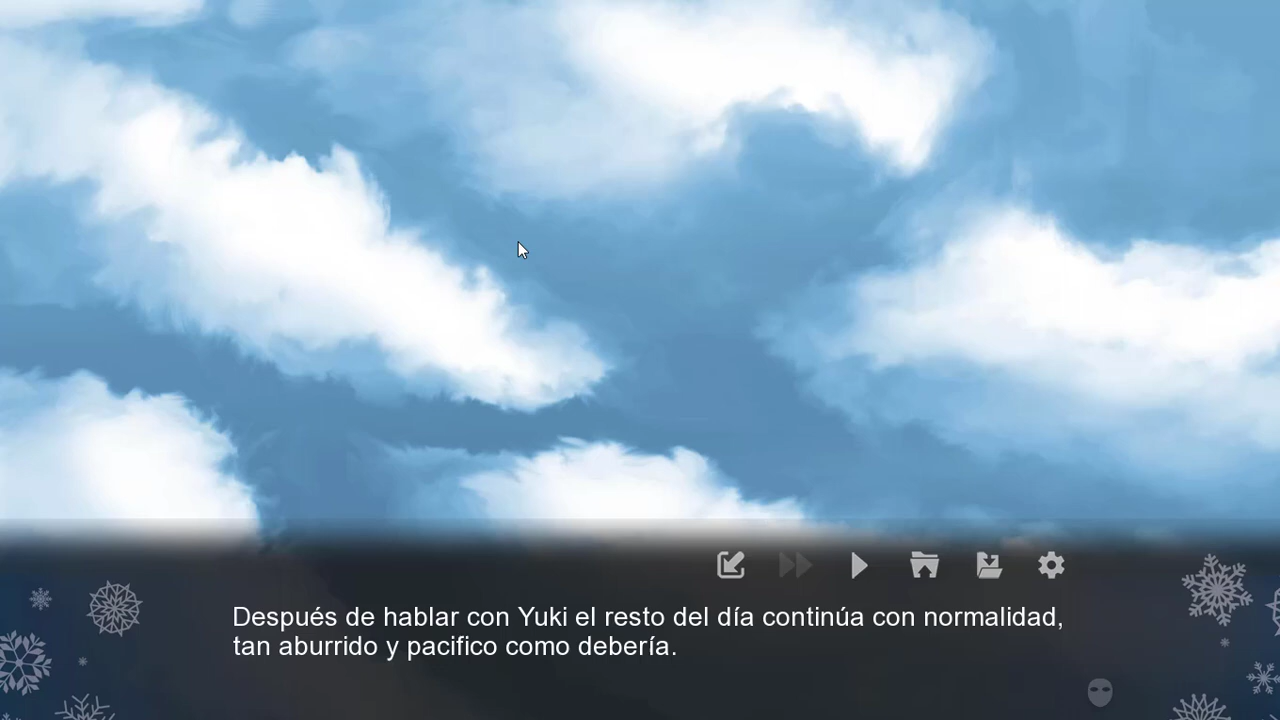 Después de hablar con Yuki el resto del día continúa con normalidad,
tan aburrido y pacifico como debería.